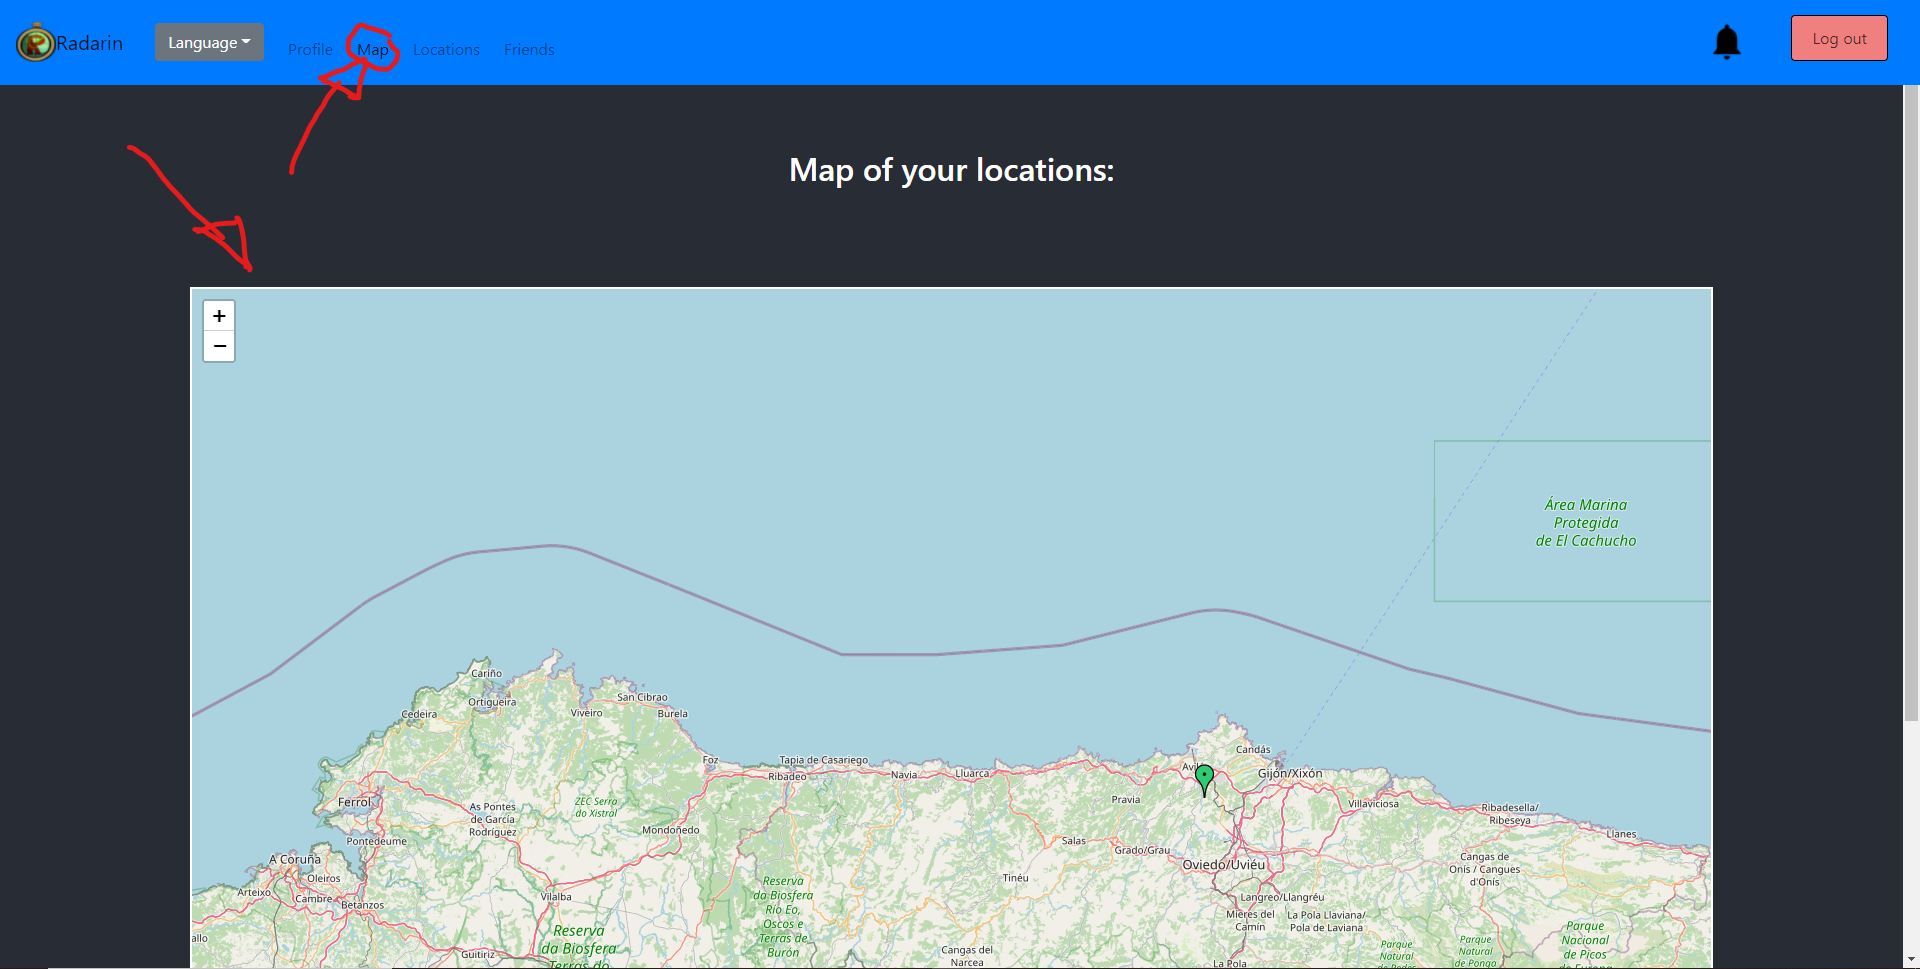 Radarin
Language
Profile
Map
Locations
Friends
Log out
Map of your locations:
+
−
Área Marina
Protegida
de El Cachucho
Cariño
Ortigueira
Cedeira
Viveiro
San Cibrao
Burela
Foz
Tapia de Casariego
Ribadeo
Navia
Lluarca
Candás
Gijón/Xixón
Pravia
Villaviciosa
Ribadesella/
Ribeseya
Llanes
Ferrol
As Pontes
de García
Rodríguez
ZEC Serra
do Xistral
Mondoñedo
Pontedeume
Salas
Grado/Grau
Oviedo/Uviéu
Cangas de
Onís / Cangues
d'Onís
A Coruña
Oleiros
Arteixo
Cambre
Betanzos
Vilalba
Reserva
da Biosfera
Río Eo,
Oscos e
Terras de
Burón
Tinéu
Langreo/Llangréu
Mieres del
Camín
La Pola Llaviana/
Pola de Laviana
Reserva
da Biosfera
Terras do
Guitiriz
Cangas del
Narcea
La Pola
Parque
Natural
Parque
Natural
de Ponga
Parque
Nacional
de Picos
de Europa